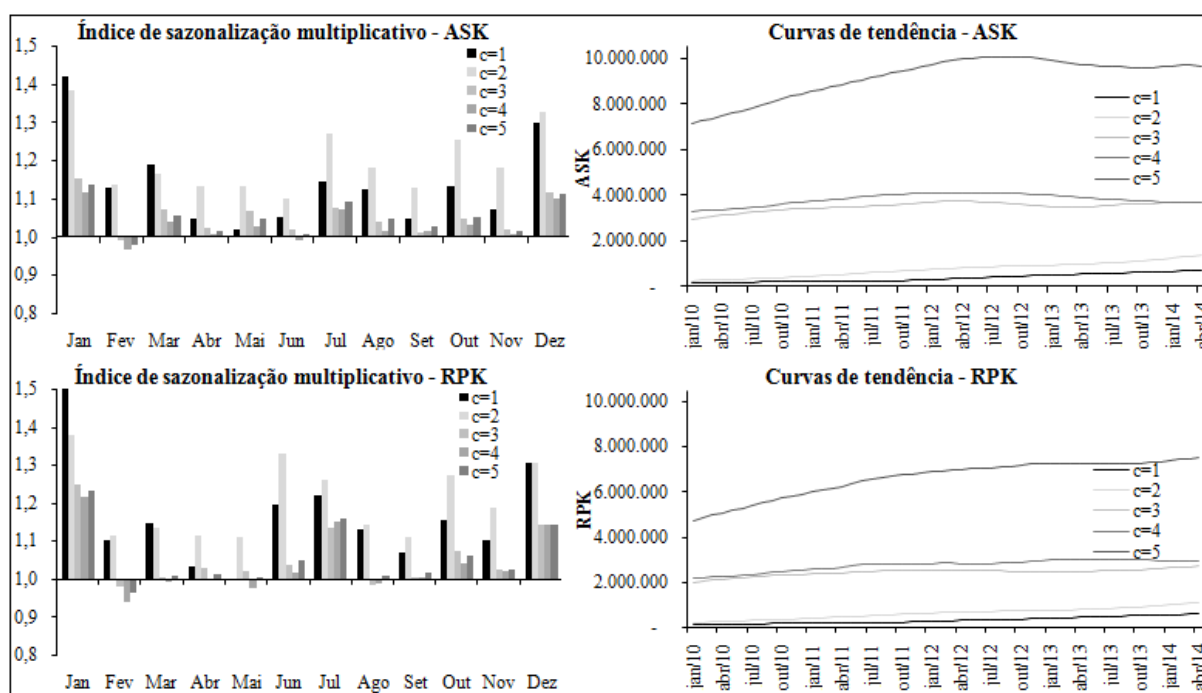 Índice de sazonalização multiplicativo - ASK
1,5
1,4
1,3
1,2
1,1
1,0
0,9
0,8
c=1
c=2
c=3
c=4
c=5
Jan Fev Mar Abr Mai Jun Jul Ago Set Out Nov Dez
Curvas de tendência - ASK
10.000.000
8.000.000
6.000.000
4.000.000
2.000.000
-
ASK
c=1
c=2
c=3
c=4
c=5
jan/10 abr/10 jul/10 out/10 jan/11 abr/11 jul/11 out/11 jan/12 abr/12 jul/12 out/12 jan/13 abr/13 jul/13 out/13 jan/14 abr/14
Índice de sazonalização multiplicativo - RPK
1,5
1,4
1,3
1,2
1,1
1,0
0,9
0,8
c=1
c=2
c=3
c=4
c=5
Jan Fev Mar Abr Mai Jun Jul Ago Set Out Nov Dez
Curvas de tendência - RPK
10.000.000
8.000.000
6.000.000
4.000.000
2.000.000
-
RPK
c=1
c=2
c=3
c=4
c=5
jan/10 abr/10 jul/10 out/10 jan/11 abr/11 jul/11 out/11 jan/12 abr/12 jul/12 out/12 jan/13 abr/13 jul/13 out/13 jan/14 abr/14